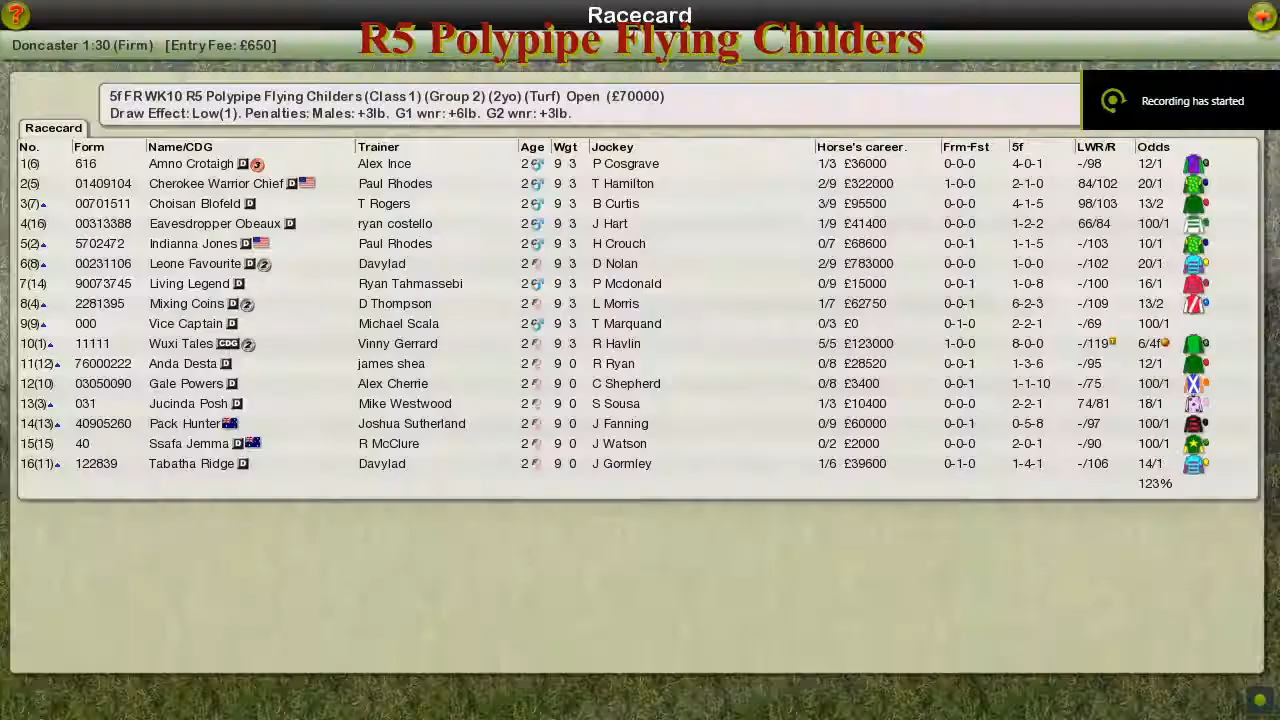 Racecard
R5 Polypipe Flying Childers
Doncaster 1:30 (Firm) [Entry Fee: £650]
5f FR WK10 R5 Polypipe Flying Childers (Class 1) (Group 2) (2yo) (Turf) Open (£70000)
Draw Effect: Low(1). Penalties: Males: +3lb. G1 wnr: +6lb. G2 wnr: +3lb.
Recording has started
Racecard
No. Form Name/CDG Trainer Age Wgt Jockey Horse's career. Frm-Fst 5f LWR/R Odds
1(6) 616 Amno Crotaigh D 3 Alex Ince 2 9 3 P Cosgrave 1/3 £36000 0-0-0 4-0-1 -/98 12/1
2(5) 01409104 Cherokee Warrior Chief D Paul Rhodes 2 9 3 T Hamilton 2/9 £322000 1-0-0 2-1-0 84/102 20/1
3(7) 00701511 Choisan Blofeld D T Rogers 2 9 3 B Curtis 3/9 £95500 0-0-0 4-1-5 98/103 13/2
4(16) 00313388 Eavesdropper Obeaux D ryan costello 2 9 3 J Hart 1/9 £41400 0-0-0 1-2-2 66/84 100/1
5(2) 5702472 Indianna Jones D Paul Rhodes 2 9 3 H Crouch 0/7 £68600 0-0-1 1-1-5 -/103 10/1
6(8) 00231106 Leone Favourite D 2 Davylad 2 9 3 D Nolan 2/9 £783000 0-0-0 1-0-0 -/102 20/1
7(14) 90073745 Living Legend D Ryan Tahmassebi 2 9 3 P Mcdonald 0/9 £15000 0-0-0 1-0-8 -/100 16/1
8(4) 2281395 Mixing Coins D 2 D Thompson 2 9 3 L Morris 1/7 £62750 0-0-1 6-2-3 -/109 13/2
9(9) 000 Vice Captain D Michael Scala 2 9 3 T Marquand 0/3 £0 0-1-0 2-2-1 -/69 100/1
10(1) 11111 Wuxi Tales CDG 2 Vinny Gerrard 2 9 3 R Havlin 5/5 £123000 1-0-0 8-0-0 -/119 T 6/4f
11(12) 76000222 Anda Desta D james shea 2 9 0 R Ryan 0/8 £28520 0-0-1 1-3-6 -/95 12/1
12(10) 03050090 Gale Powers D Alex Cherrie 2 9 0 C Shepherd 0/8 £3400 0-0-1 1-1-10 -/75 100/1
13(3) 031 Jucinda Posh D Mike Westwood 2 9 0 S Sousa 1/3 £10400 0-0-0 2-2-1 74/81 18/1
14(13) 40905260 Pack Hunter Joshua Sutherland 2 9 0 J Fanning 0/9 £60000 0-0-1 0-5-8 -/97 100/1
15(15) 40 Ssafa Jemma D R McClure 2 9 0 J Watson 0/2 £2000 0-0-0 2-0-1 -/90 100/1
16(11) 122839 Tabatha Ridge D Davylad 2 9 0 J Gormley 1/6 £39600 0-1-0 1-4-1 -/106 14/1
123%